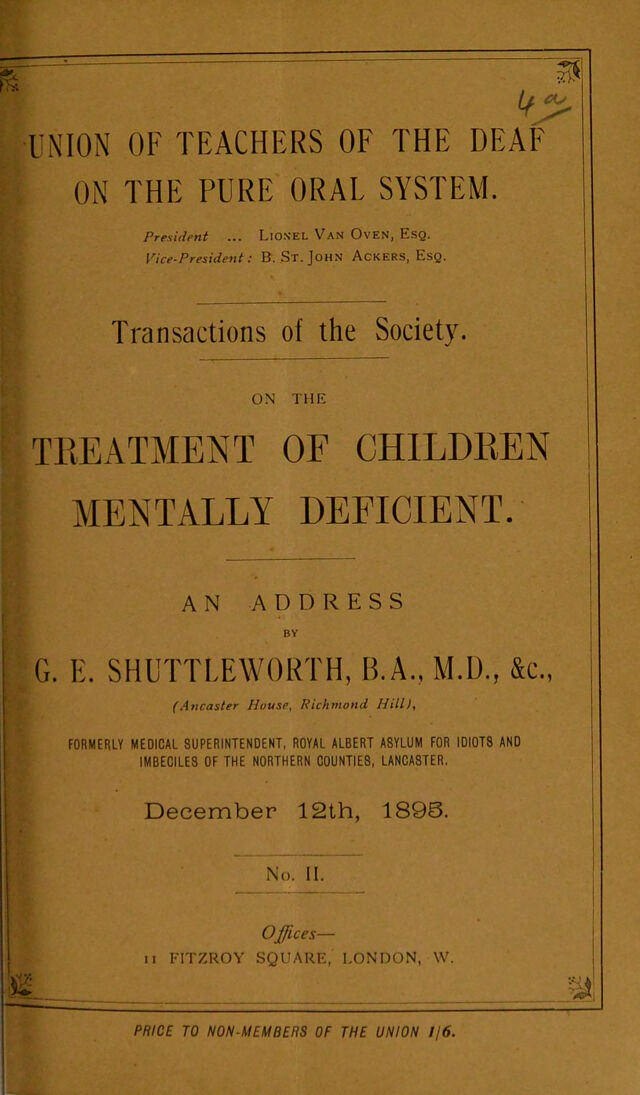 4a
UNION OF TEACHERS OF THE DEAF
ON THE PURE ORAL SYSTEM.
President ... LIONEL VAN OVEN, ESQ.
Vice-President: B. ST. JOHN ACKERS, ESQ.
Transactions of the Society.
ON THE
TREATMENT OF CHILDREN
MENTALLY DEFICIENT.
AN ADDRESS
BY
G. E. SHUTTLEWORTH, B.A., M.D., &c.,
(Ancaster House, Richmond Hill),
FORMERLY MEDICAL SUPERINTENDENT, ROYAL ALBERT ASYLUM FOR IDIOTS AND
IMBECILES OF THE NORTHERN COUNTIES, LANCASTER.
December 12th, 1895.
No. II.
Offices—
11 FITZROY SQUARE, LONDON, W.
PRICE TO NON-MEMBERS OF THE UNION 1/6.